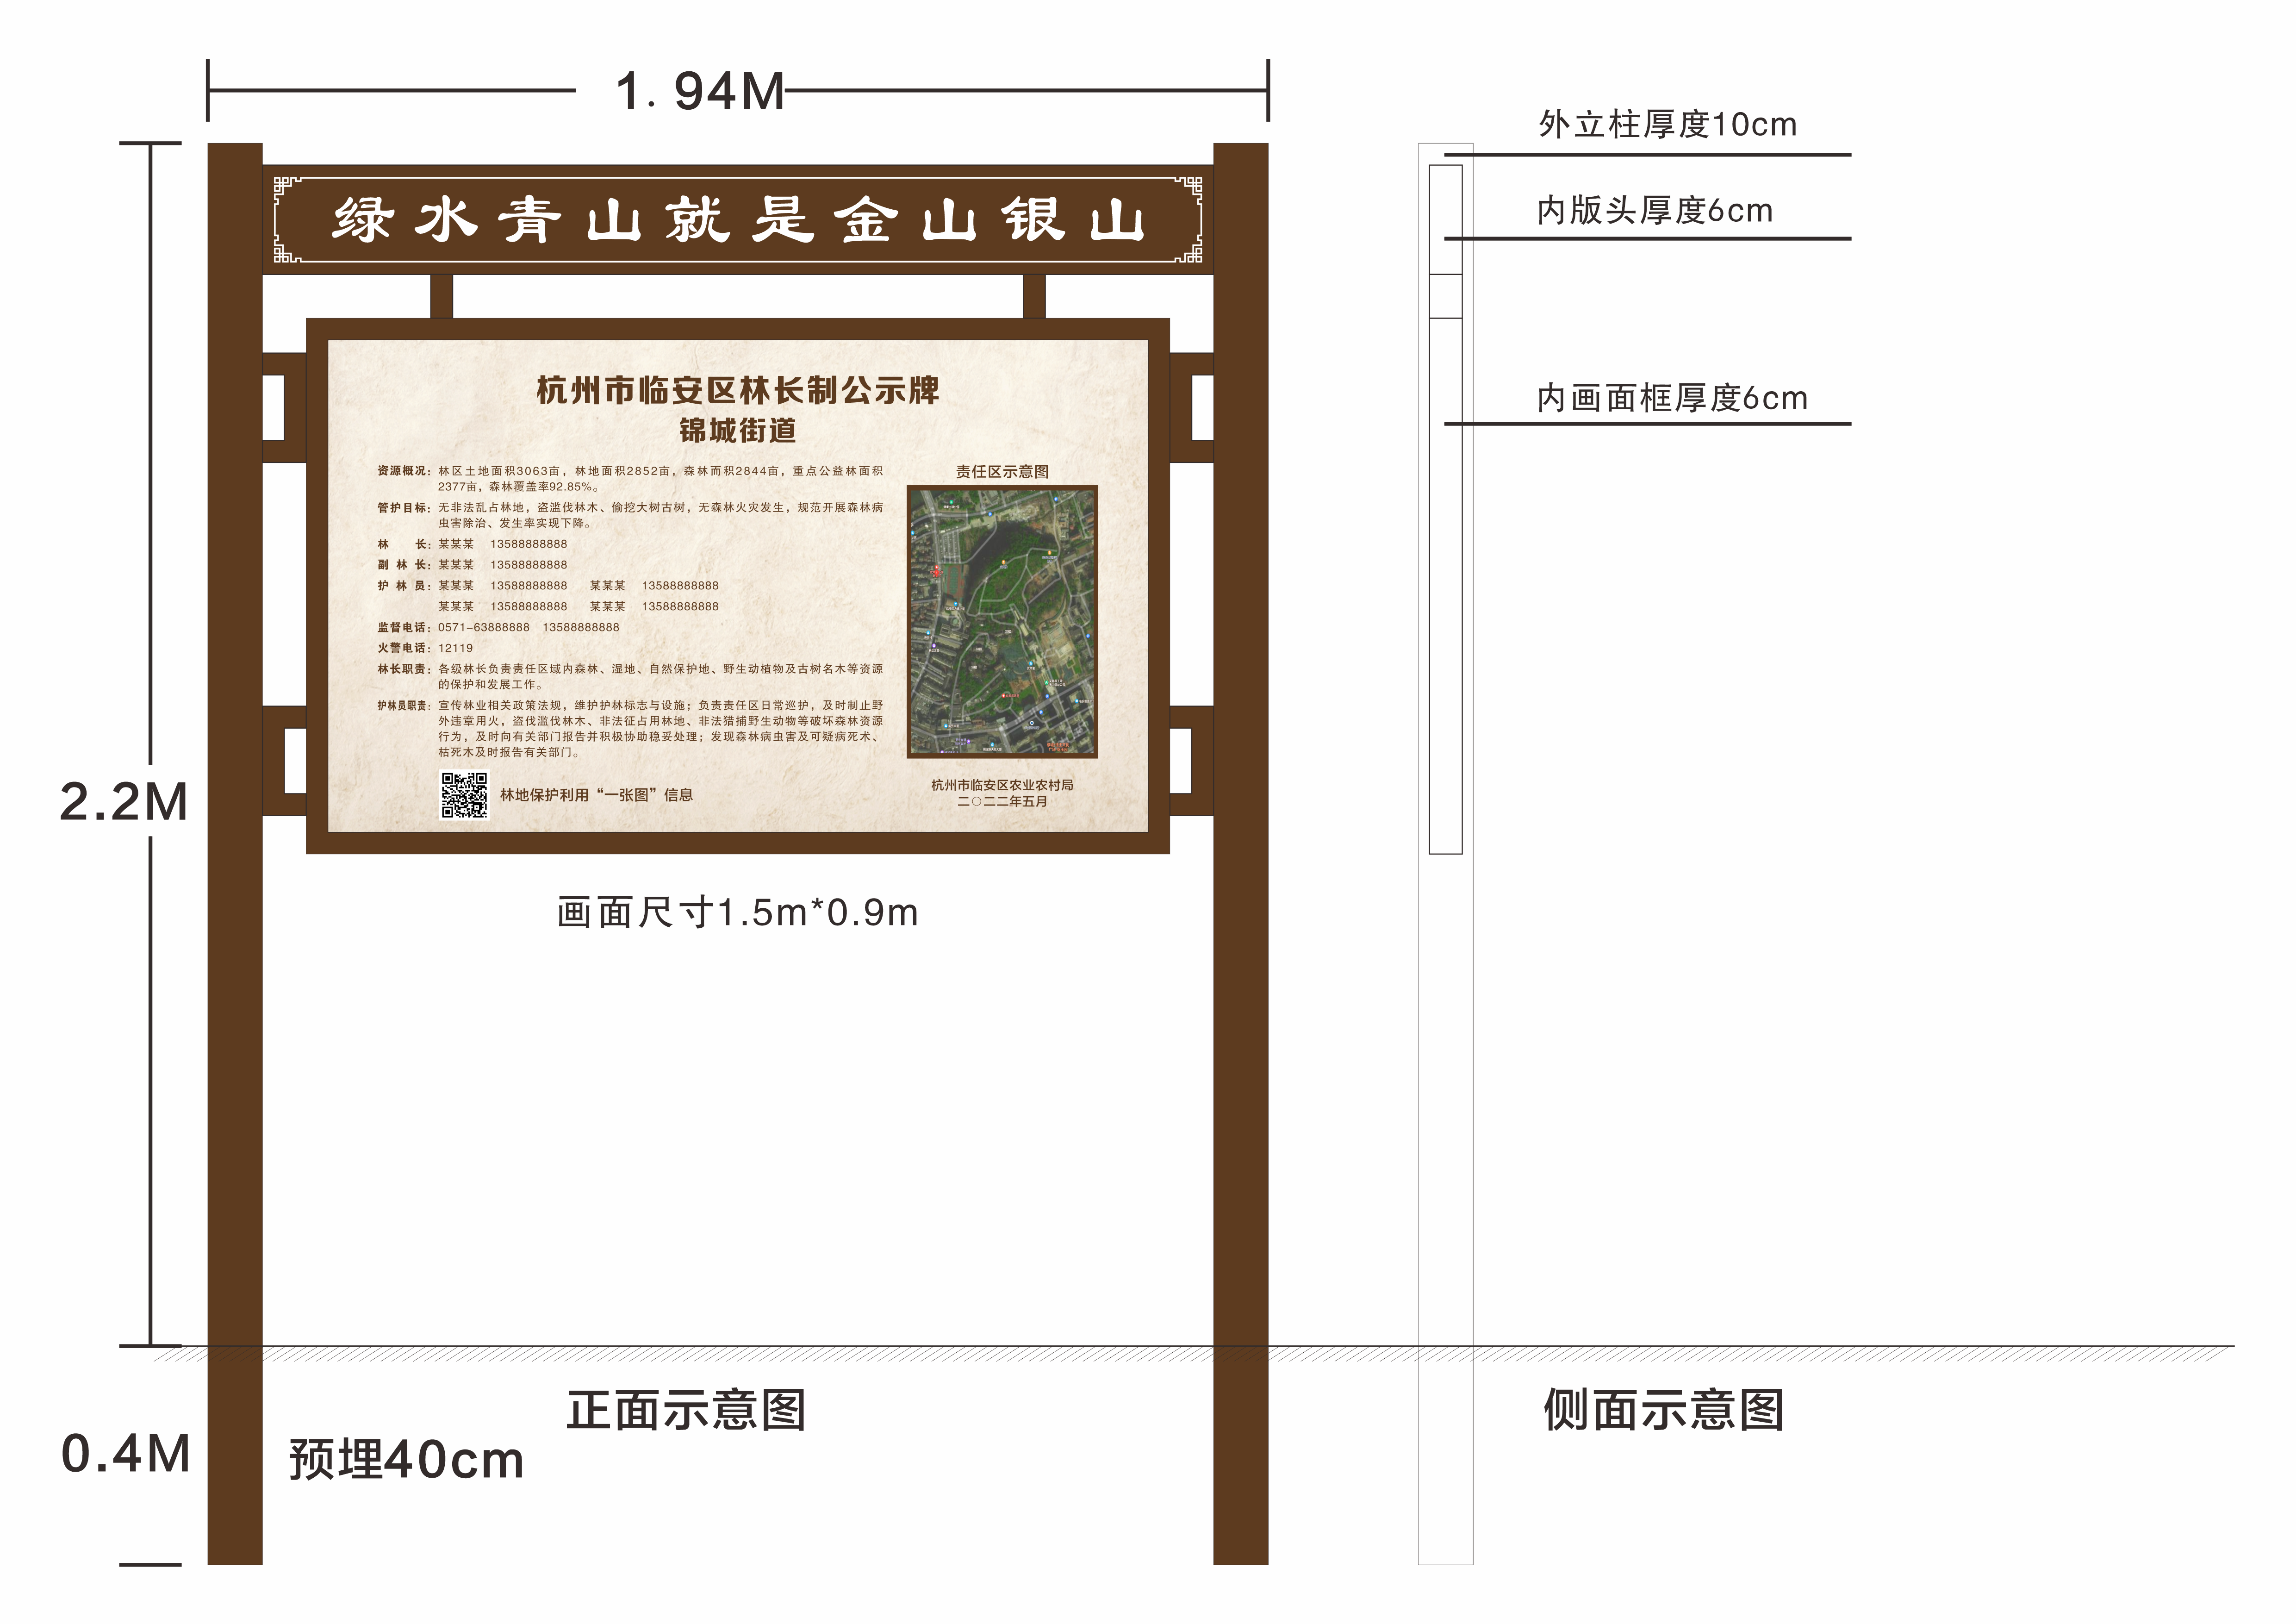 1. 94M
外立柱厚度10cm
内版头厚度6cm
内画面框厚度6cm
绿水青山就是金山银山
杭州市临安区林长制公示牌
锦城街道
资源概况：林区土地面积3063亩，林地面积2852亩，森林而积2844亩，重点公益林面积
2377亩，森林覆盖率92.85%。
管护目标：无非法乱占林地，盗滥伐林木、偷挖大树古树，无森林火灾发生，规范开展森林病
虫害除治、发生率实现下降。
林 长：某某某 13588888888
副 林 长：某某某 13588888888
护 林 员：某某某 13588888888 某某某 13588888888
某某某 13588888888 某某某 13588888888
监督电话：0571-63888888 13588888888
火警电话：12119
林长职责：各级林长负责责任区域内森林、湿地、自然保护地、野生动植物及古树名木等资源
的保护和发展工作。
护林员职责：宣传林业相关政策法规，维护护林标志与设施；负责责任区日常巡护，及时制止野
外违章用火，盗伐滥伐林木、非法征占用林地、非法猎捕野生动物等破坏森林资源
行为，及时向有关部门报告并积极协助稳妥处理；发现森林病虫害及可疑病死术、
枯死木及时报告有关部门。
林地保护利用“一张图”信息
责任区示意图
杭州市临安区农业农村局
二〇二二年五月
2.2M
画面尺寸1.5m*0.9m
正面示意图
侧面示意图
0.4M
预埋40cm